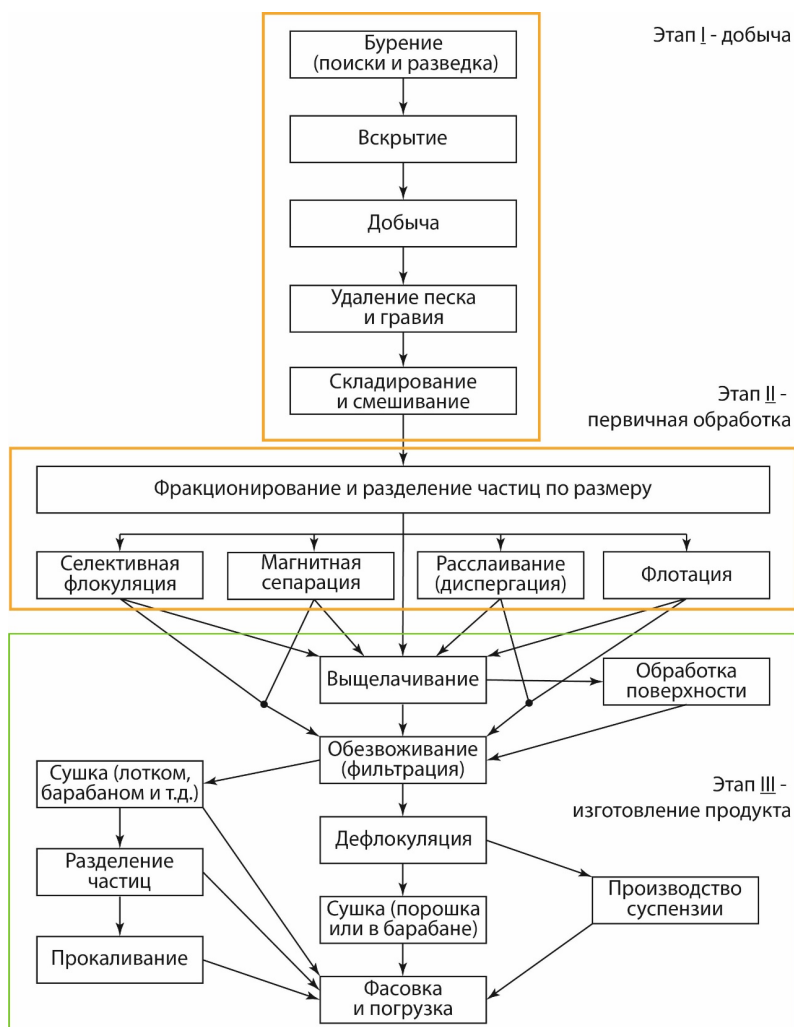 Бурение
(поиски и разведка)
Этап I - добыча
Вскрытие
Добыча
Удаление песка
и гравия
Складирование
и смешивание
Этап II -
первичная обработка
Фракционирование и разделение частиц по размеру
Селективная
флокуляция
Магнитная
сепарация
Расслаивание
(диспергация)
Флотация
Выщелачивание
Обработка
поверхности
Обезвоживание
(фильтрация)
Сушка (лотком,
барабаном и т.д.)
Этап III -
изготовление продукта
Дефлокуляция
Разделение
частиц
Производство
суспензии
Сушка (порошка
или в барабане)
Прокаливание
Фасовка
и погрузка